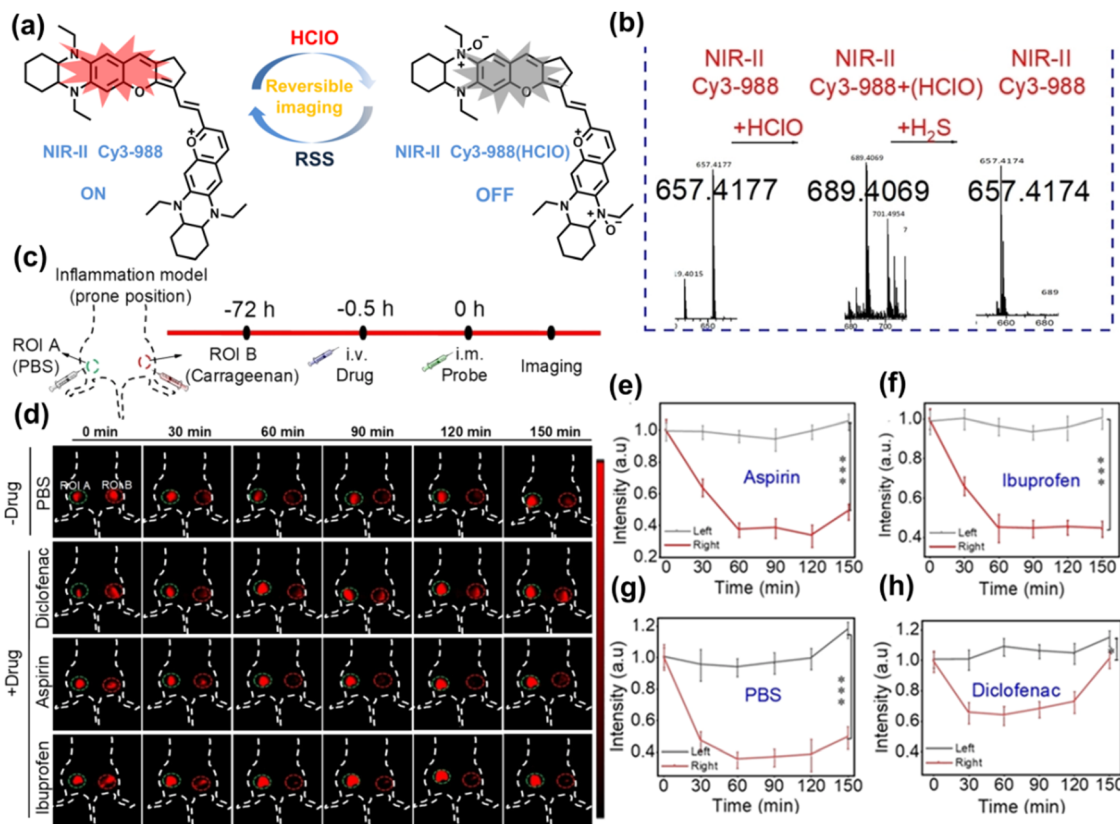 (a)
HClO
Reversible
imaging
RSS
NIR-II Cy3-988
ON
NIR-II Cy3-988(HClO)
OFF
N
N
O
O
N
N
N
O
N
O
O
N
N
O
(b)
NIR-II
Cy3-988
NIR-II
Cy3-988+(HClO)
NIR-II
Cy3-988
+HClO
+H₂S
657.4177
689.4069
657.4174
657.4177
689.4069
657.4174
701.4954
7
19.4015
689
650
680
700
660
680
(c)
Inflammation model
(prone position)
ROI A
(PBS)
ROI B
(Carrageenan)
-72 h
-0.5 h
0 h
i.v.
Drug
i.m.
Probe
Imaging
(d)
0 min
30 min
60 min
90 min
120 min
150 min
ROI A
ROI B
-Drug
+Drug
PBS
Diclofenac
Aspirin
Ibuprofen
(e)
Intensity (a.u)
1.0
0.8
0.6
0.4
0.2
Aspirin
***
Left
Right
0 30 60 90 120 150
Time (min)
(f)
Intensity (a.u.)
1.0
0.8
0.6
0.4
Ibuprofen
***
Left
Right
0 30 60 90 120 150
Time (min)
(g)
Intensity (a.u)
1.2
1.0
0.8
0.6
0.4
PBS
***
Left
Right
0 30 60 90 120 150
Time (min)
(h)
Intensity (a.u)
1.2
1.0
0.8
0.6
0.4
Diclofenac
*
Left
Right
0 30 60 90 120 150
Time (min)